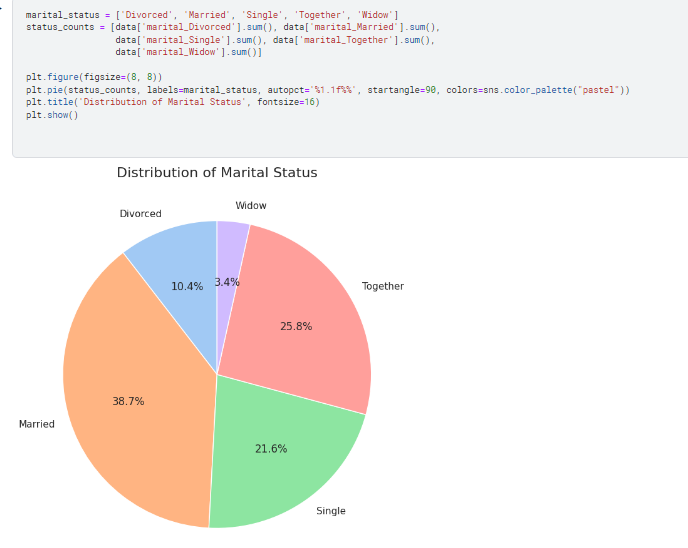 marital_status = ['Divorced', 'Married', 'Single', 'Together', 'Widow']
status_counts = [data['marital_Divorced'].sum(), data['marital_Married'].sum(),
data['marital_Single'].sum(), data['marital_Together'].sum(),
data['marital_Widow'].sum()]
plt.figure(figsize=(8, 8))
plt.pie(status_counts, labels=marital_status, autopct='%1.1f%%', startangle=90, colors=sns.color_palette("pastel"))
plt.title('Distribution of Marital Status', fontsize=16)
plt.show()
Distribution of Marital Status
Widow
Divorced
3.4%
10.4%
Together
25.8%
38.7%
Married
21.6%
Single